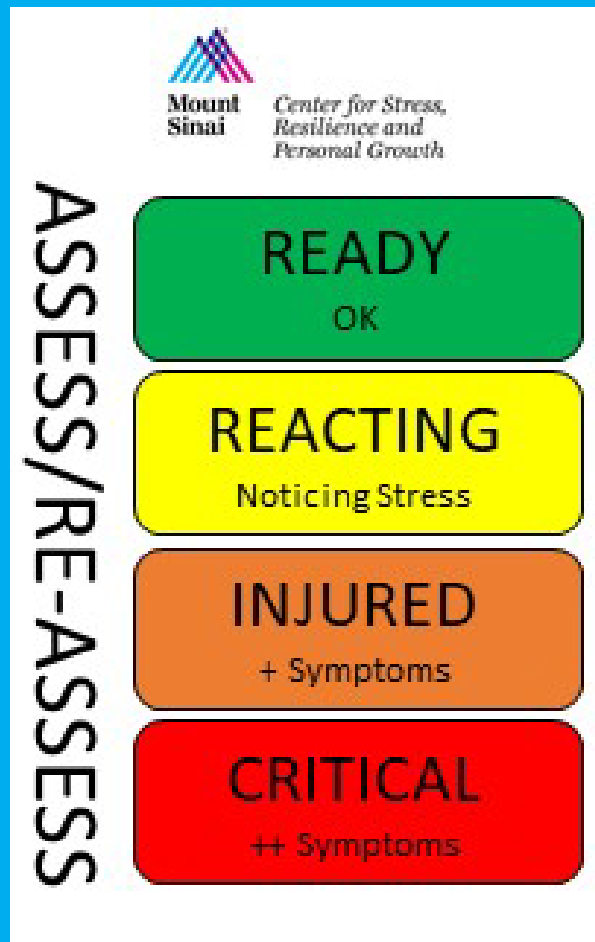 Mount
Sinai
Center for Stress,
Resilience and
Personal Growth
ASSESS/RE-ASSESS
READY
OK
REACTING
Noticing Stress
INJURED
+ Symptoms
CRITICAL
++ Symptoms